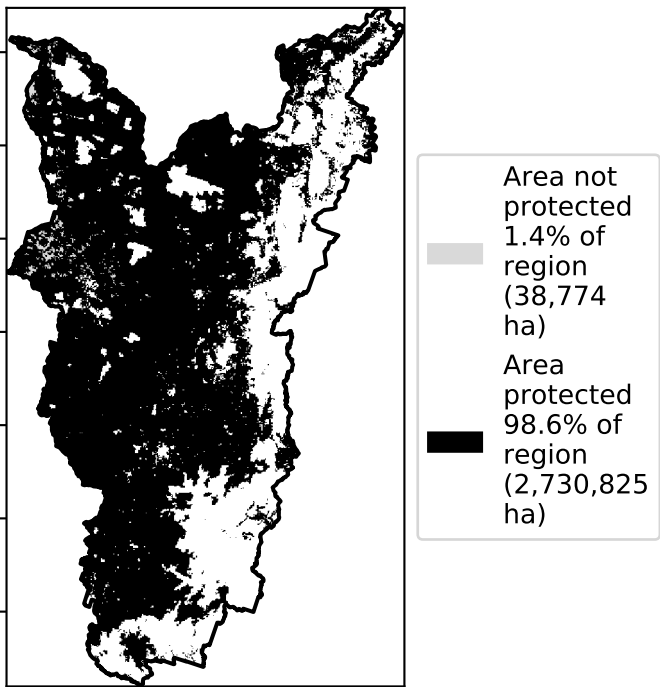 Area not
protected
1.4% of
region
(38,774
ha)
Area
protected
98.6% of
region
(2,730,825
ha)